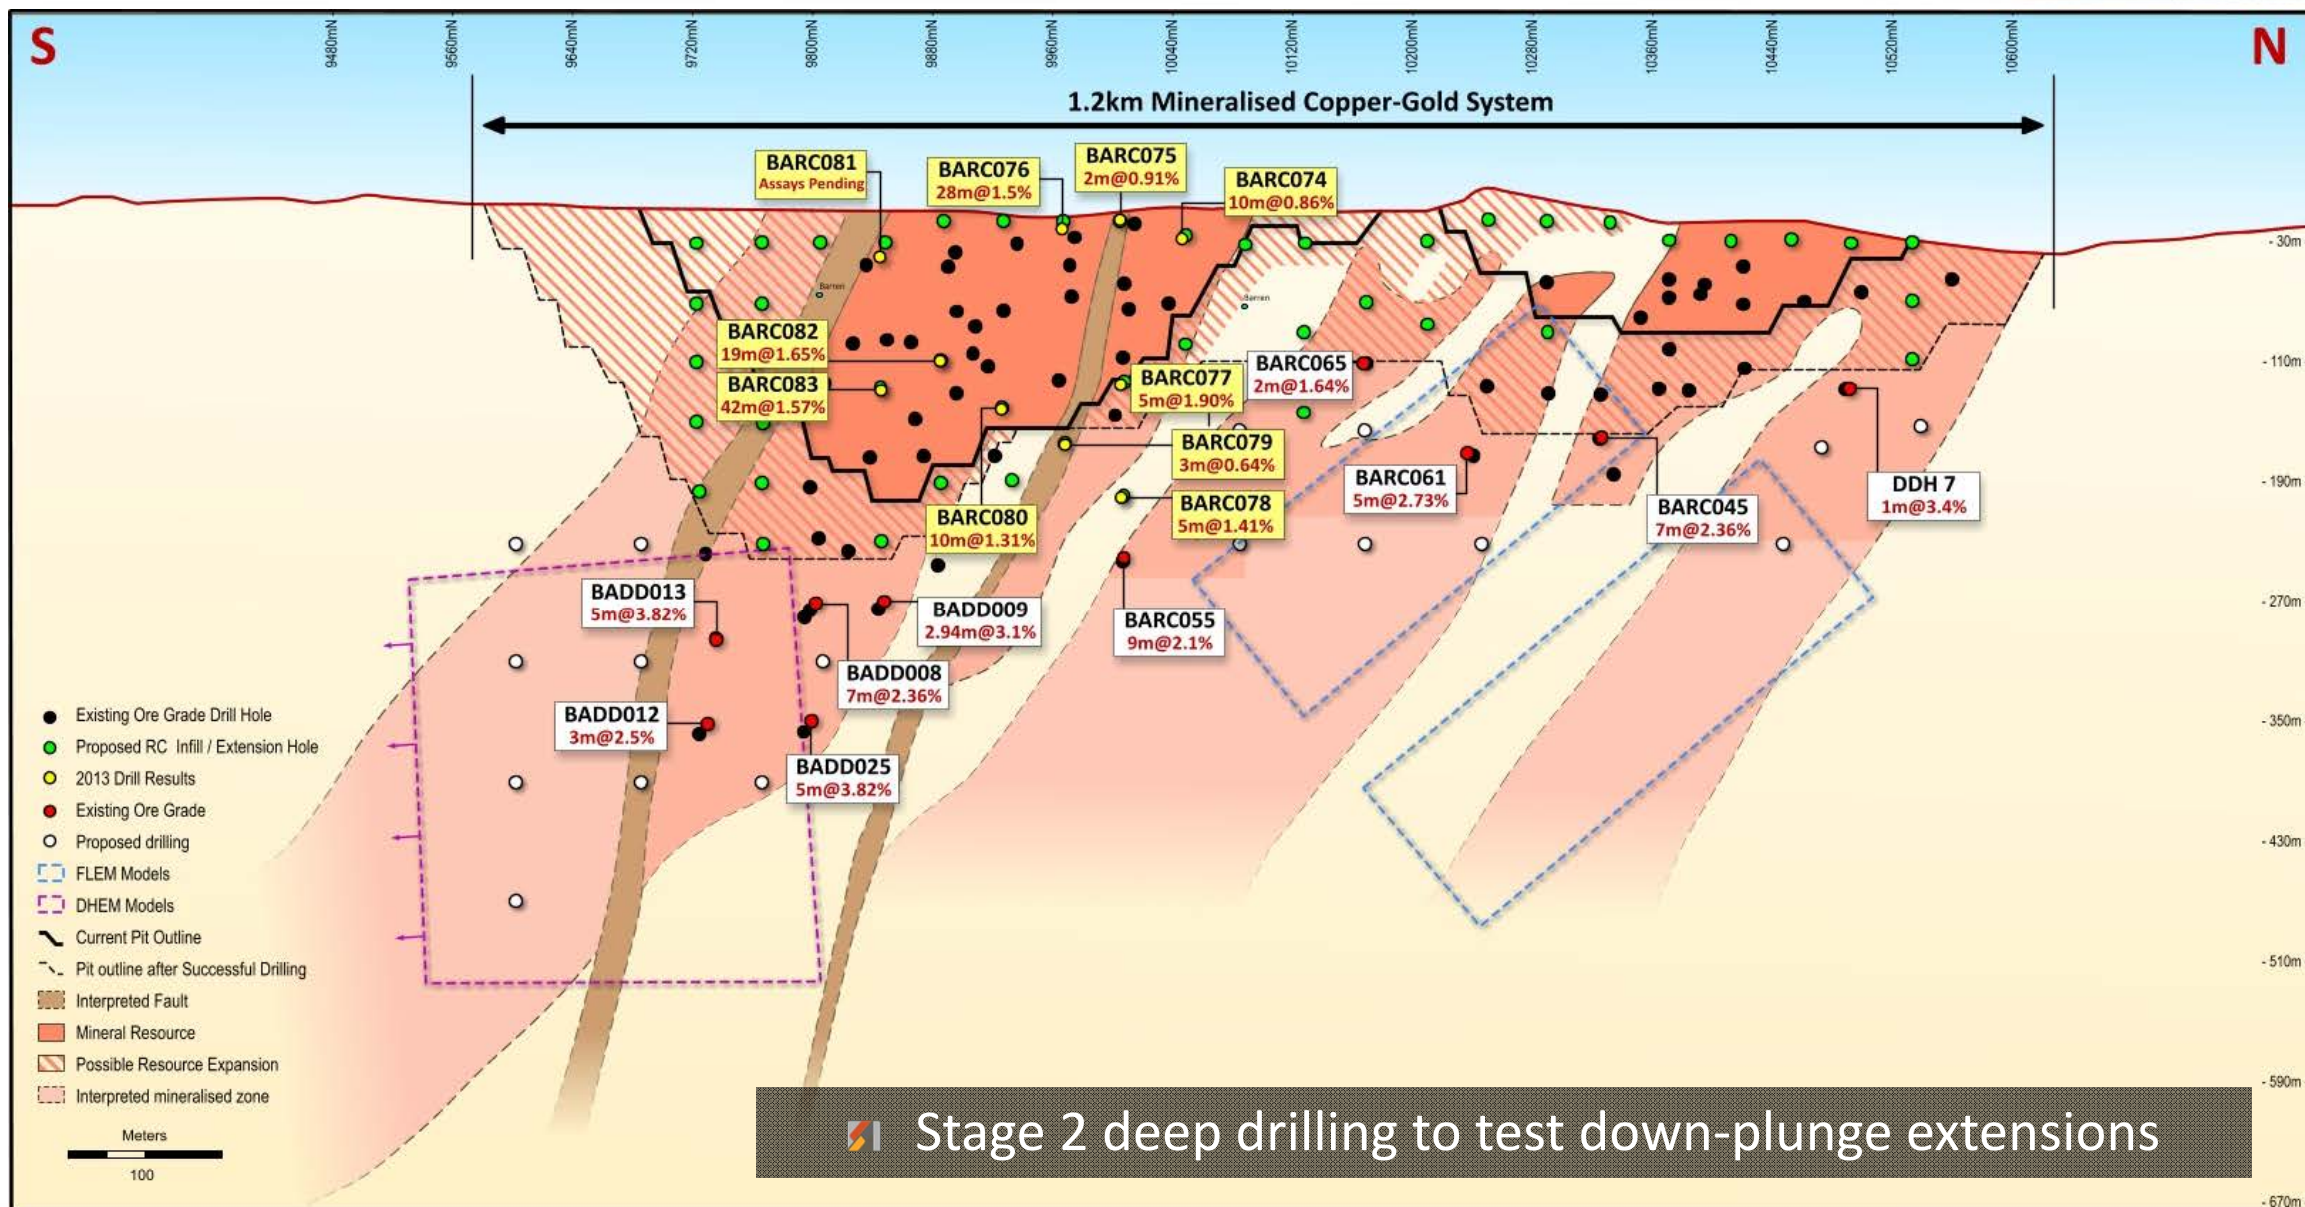 S
N
9480mN
9560mN
9640mN
9720mN
9800mN
9880mN
9960mN
10040mN
10120mN
10200mN
10280mN
10360mN
10440mN
10520mN
10600mN
1.2km Mineralised Copper-Gold System
BARC081
Assays Pending
BARC076
28m@1.5%
BARC075
2m@0.91%
BARC074
10m@0.86%
- 30m
Barren
Barren
BARC082
19m@1.65%
BARC083
42m@1.57%
BARC077
5m@1.90%
BARC065
2m@1.64%
- 110m
BARC079
3m@0.64%
BARC061
5m@2.73%
BARC078
5m@1.41%
BARC080
10m@1.31%
BARC045
7m@2.36%
DDH 7
1m@3.4%
- 190m
BADD013
5m@3.82%
BADD009
2.94m@3.1%
BARC055
9m@2.1%
- 270m
BADD008
7m@2.36%
BADD012
3m@2.5%
BADD025
5m@3.82%
- 350m
- 430m
- 510m
- 590m
- 670m
Existing Ore Grade Drill Hole
Proposed RC Infill / Extension Hole
2013 Drill Results
Existing Ore Grade
Proposed drilling
FLEM Models
DHEM Models
Current Pit Outline
Pit outline after Successful Drilling
Interpreted Fault
Mineral Resource
Possible Resource Expansion
Interpreted mineralised zone
Meters
100
Stage 2 deep drilling to test down-plunge extensions